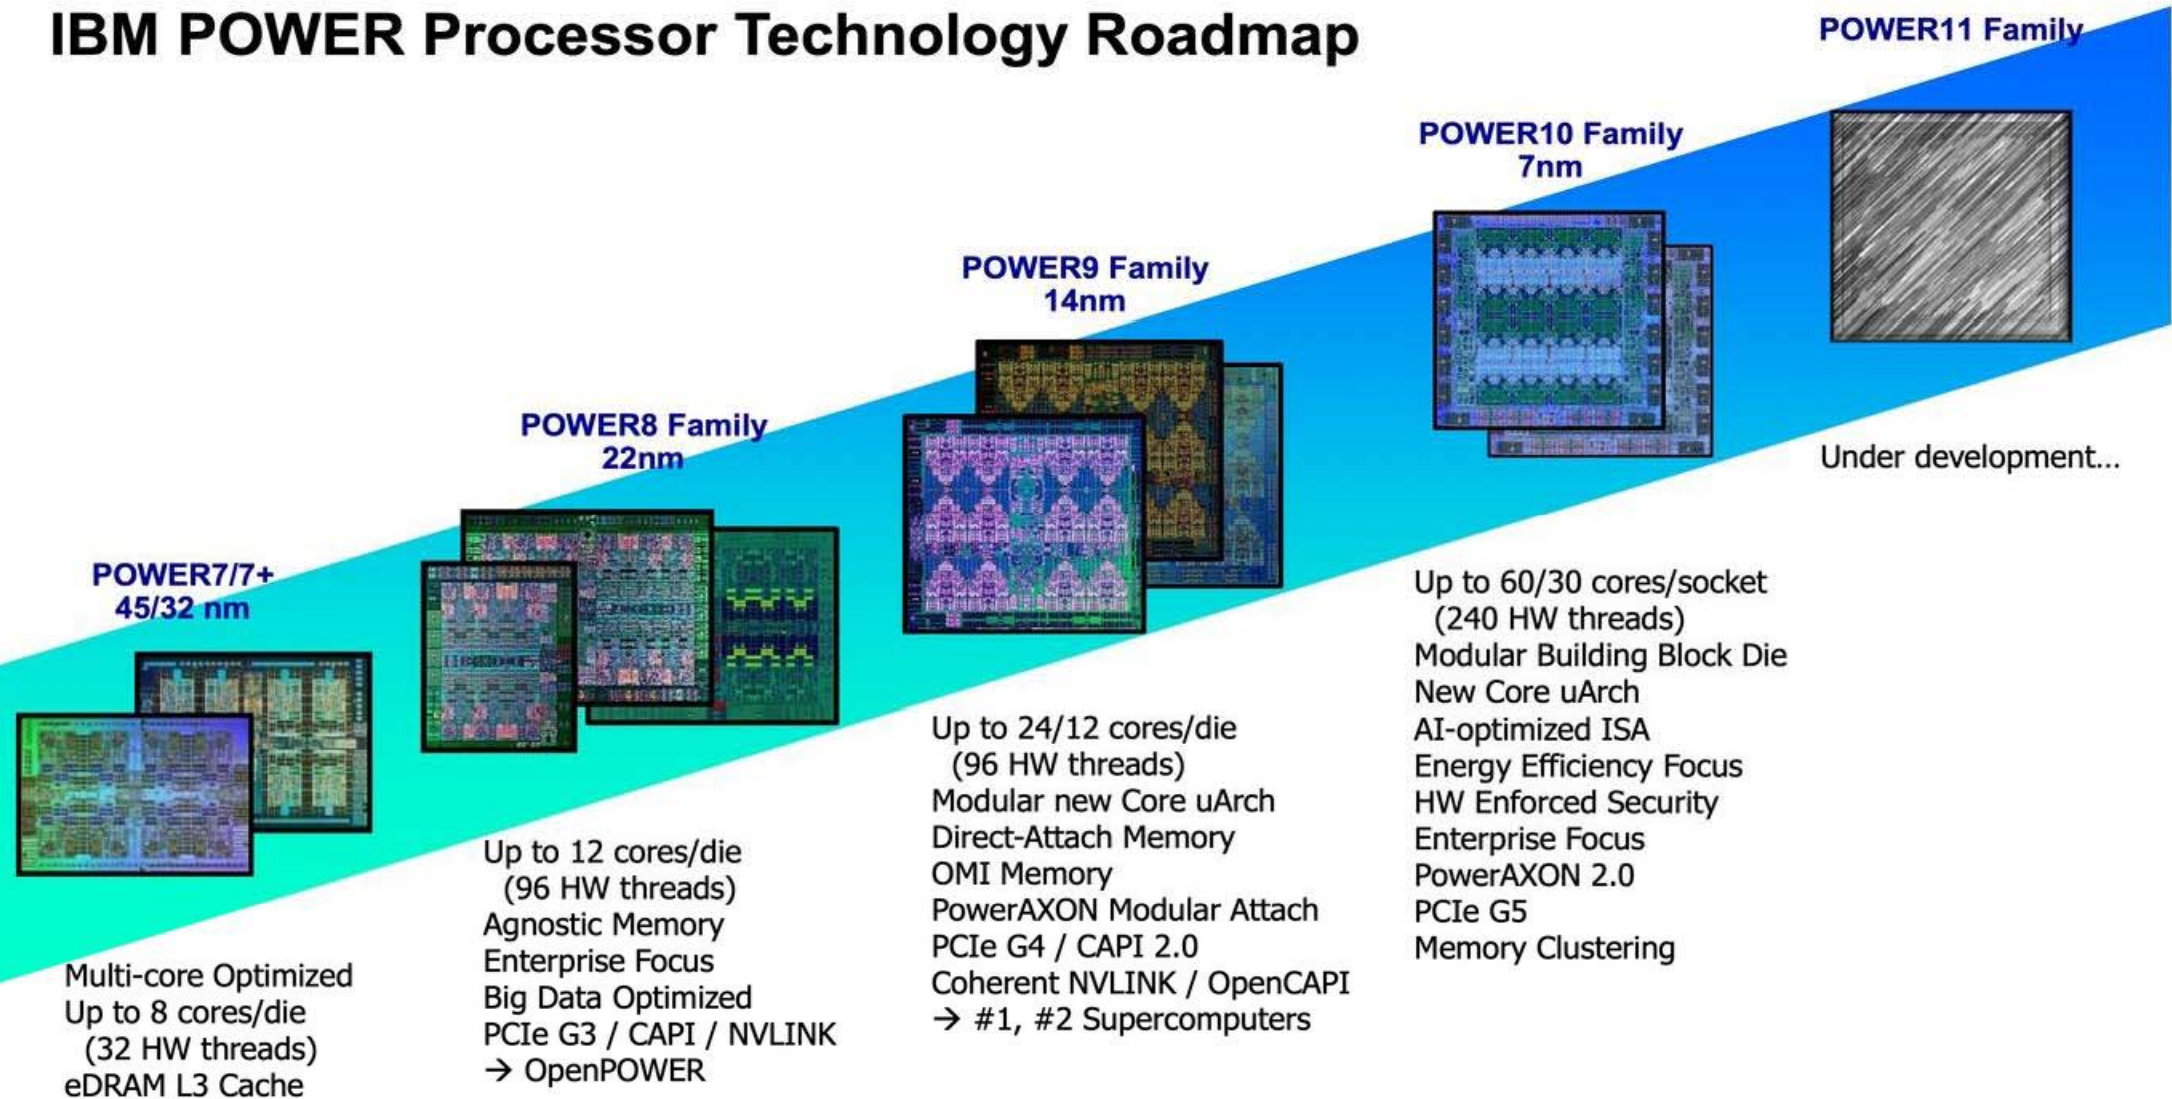 IBM POWER Processor Technology Roadmap
POWER11 Family
POWER10 Family
7nm
POWER9 Family
14nm
POWER8 Family
22nm
POWER7/7+
45/32 nm
Multi-core Optimized
Up to 8 cores/die
(32 HW threads)
eDRAM L3 Cache
Up to 12 cores/die
(96 HW threads)
Agnostic Memory
Enterprise Focus
Big Data Optimized
PCIe G3 / CAPI / NVLINK
→ OpenPOWER
Up to 24/12 cores/die
(96 HW threads)
Modular new Core uArch
Direct-Attach Memory
OMI Memory
PowerAXON Modular Attach
PCIe G4 / CAPI 2.0
Coherent NVLINK / OpenCAPI
→ #1, #2 Supercomputers
Up to 60/30 cores/socket
(240 HW threads)
Modular Building Block Die
New Core uArch
AI-optimized ISA
Energy Efficiency Focus
HW Enforced Security
Enterprise Focus
PowerAXON 2.0
PCIe G5
Memory Clustering
Under development...